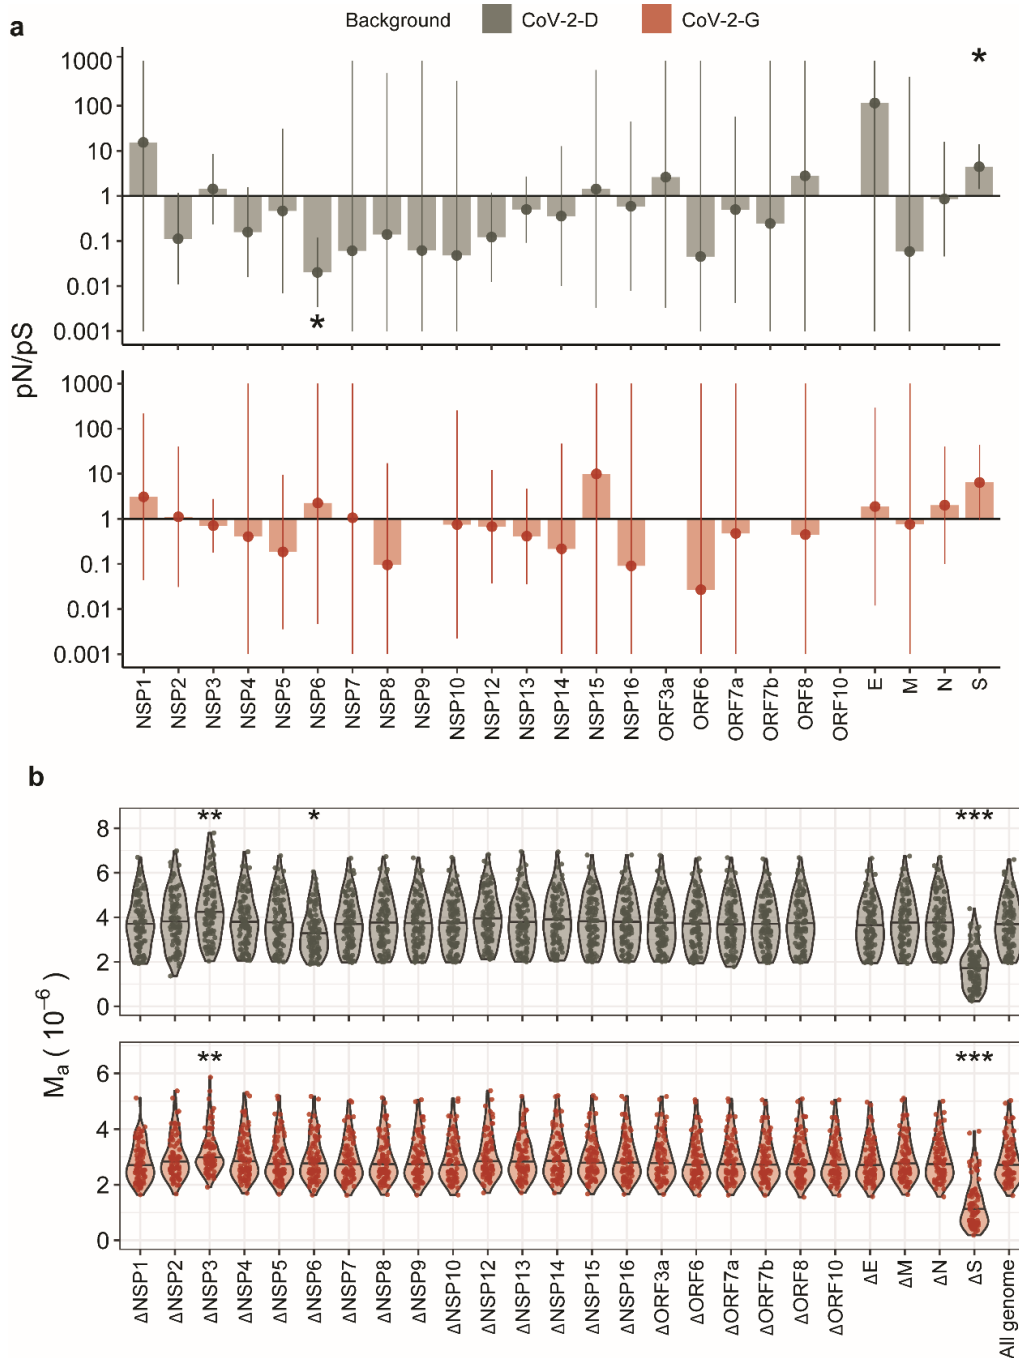 a
Background CoV-2-D CoV-2-G
pN/pS
1000
100
10
1
0.1
0.01
0.001
*
*
1000
100
10
1
0.1
0.01
0.001
NSP1
NSP2
NSP3
NSP4
NSP5
NSP6
NSP7
NSP8
NSP9
NSP10
NSP12
NSP13
NSP14
NSP15
NSP16
ORF3a
ORF6
ORF7a
ORF7b
ORF8
ORF10
E
M
N
S
b
Ma ( 10−6 )
** * ***
8
6
4
2
0
** ***
6
4
2
0
ΔNSP1
ΔNSP2
ΔNSP3
ΔNSP4
ΔNSP5
ΔNSP6
ΔNSP7
ΔNSP8
ΔNSP9
ΔNSP10
ΔNSP12
ΔNSP13
ΔNSP14
ΔNSP15
ΔNSP16
ΔORF3a
ΔORF6
ΔORF7a
ΔORF7b
ΔORF8
ΔORF10
ΔE
ΔM
ΔN
ΔS
All genome